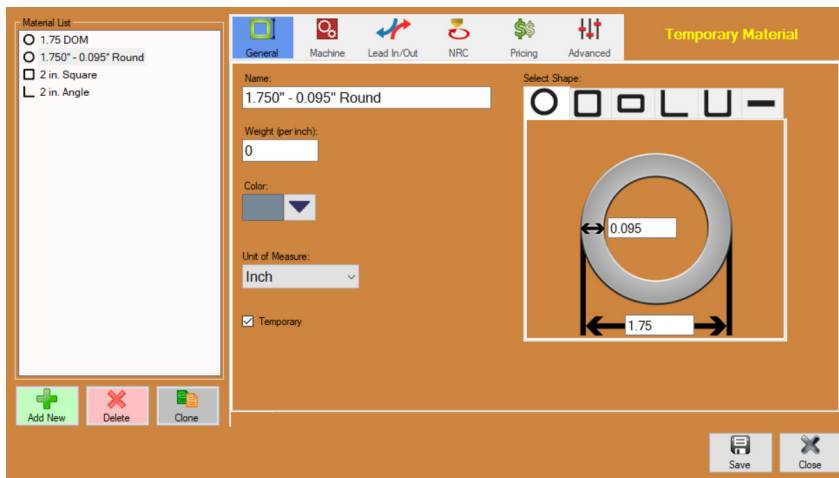 Material List
1.75 DOM
1.750" - 0.095" Round
2 in. Square
2 in. Angle
Add New
Delete
Clone
General
Machine
Lead In/Out
NRC
Pricing
Advanced
Temporary Material
Name:
1.750" - 0.095" Round
Weight (per inch):
0
Color:
Unit of Measure:
Inch
Temporary
Select Shape:
0.095
1.75
Save
Close